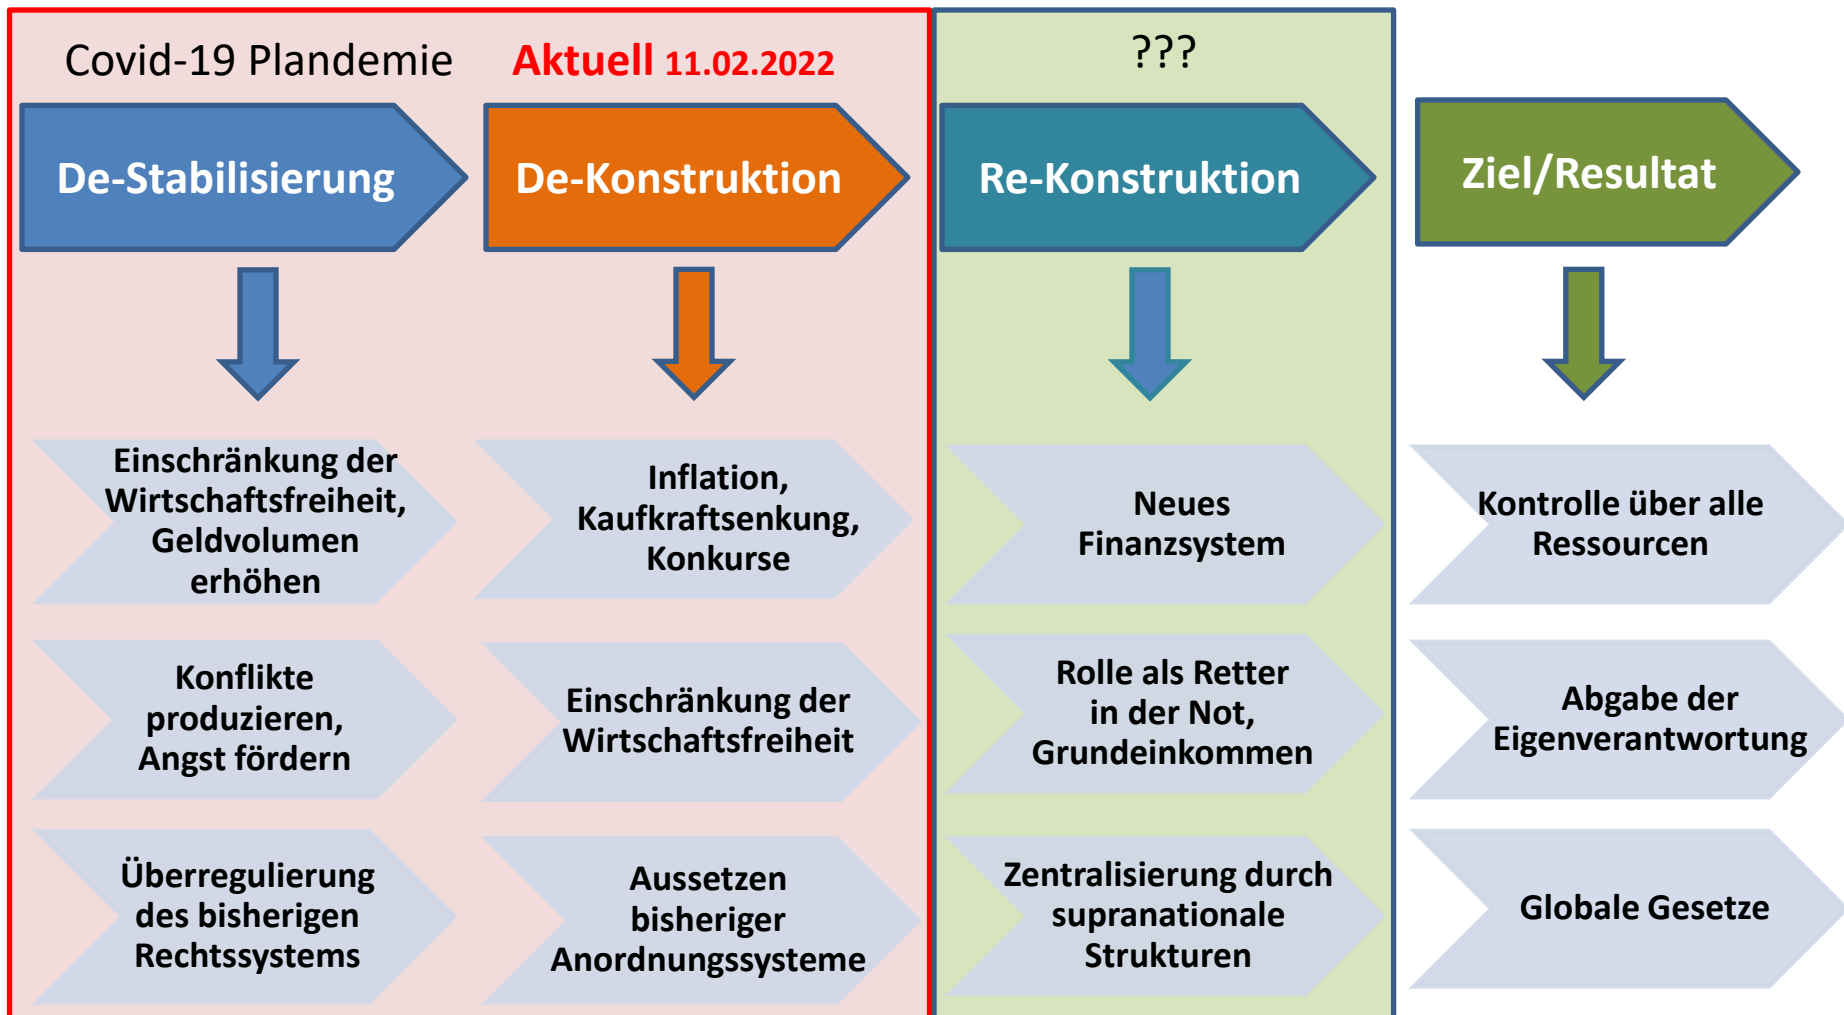 Covid-19 Plandemie
Aktuell 11.02.2022
???
De-Stabilisierung
De-Konstruktion
Re-Konstruktion
Ziel/Resultat
Einschränkung der
Wirtschaftsfreiheit,
Geldvolumen
erhöhen
Inflation,
Kaufkraftsenkung,
Konkurse
Neues
Finanzsystem
Kontrolle über alle
Ressourcen
Konflikte
produzieren,
Angst fördern
Einschränkung der
Wirtschaftsfreiheit
Rolle als Retter
in der Not,
Grundeinkommen
Abgabe der
Eigenverantwortung
Überregulierung
des bisherigen
Rechtssystems
Aussetzen
bisheriger
Anordnungssysteme
Zentralisierung durch
supranationale
Strukturen
Globale Gesetze